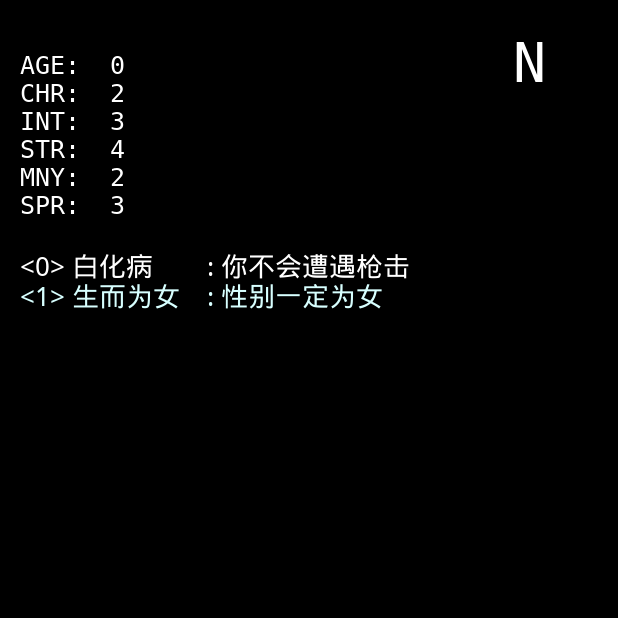 N
AGE: 0
CHR: 2
INT: 3
STR: 4
MNY: 2
SPR: 3
<0> 白化病 : 你不会遭遇枪击
<1> 生而为女 : 性别一定为女